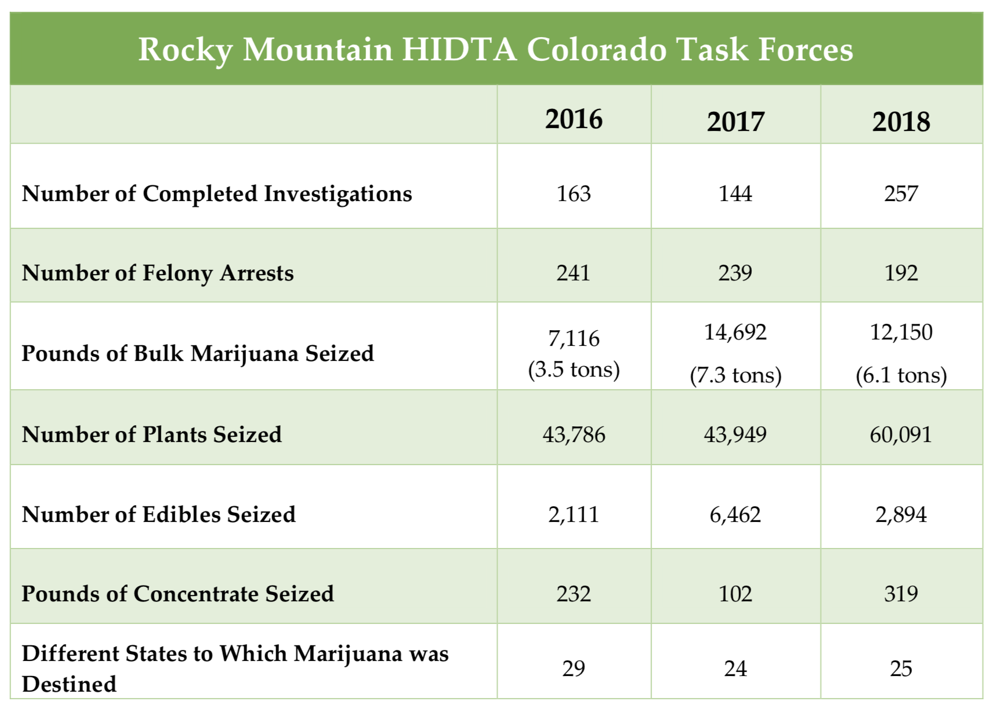 Rocky Mountain HIDTA Colorado Task Forces
2016 2017 2018
Number of Completed Investigations 163 144 257
Number of Felony Arrests 241 239 192
Pounds of Bulk Marijuana Seized 7,116 (3.5 tons) 14,692 (7.3 tons) 12,150 (6.1 tons)
Number of Plants Seized 43,786 43,949 60,091
Number of Edibles Seized 2,111 6,462 2,894
Pounds of Concentrate Seized 232 102 319
Different States to Which Marijuana was
Destined 29 24 25